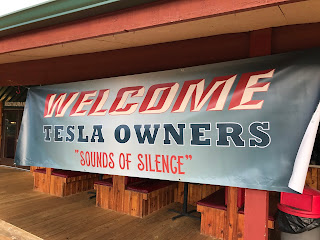 WELCOME
TESLA OWNERS
"SOUNDS OF SILENCE"